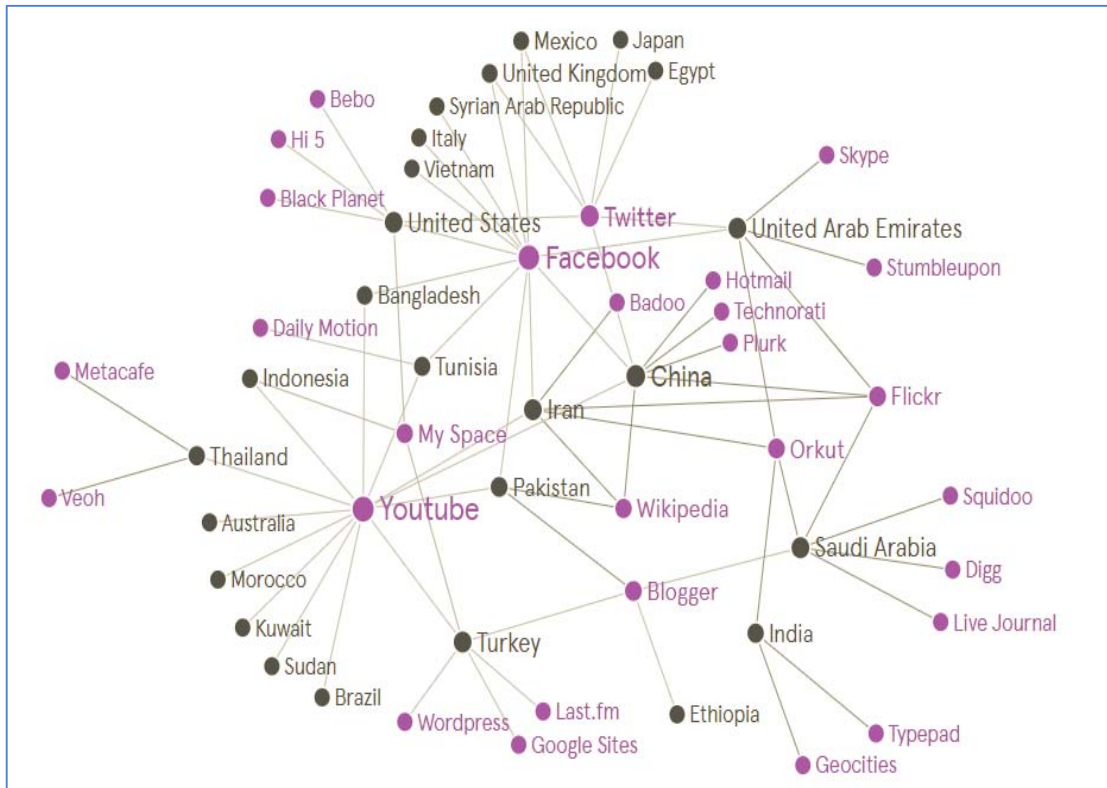 Mexico
Japan
United Kingdom
Egypt
Bebo
Syrian Arab Republic
Hi 5
Italy
Skype
Vietnam
Black Planet
United States
Twitter
United Arab Emirates
Facebook
Stumbleupon
Hotmail
Bangladesh
Badoo
Technorati
Daily Motion
Plurk
Metacafe
Tunisia
Indonesia
China
Flickr
Iran
My Space
Orkut
Thailand
Pakistan
Veoh
Squidoo
Youtube
Wikipedia
Australia
Saudi Arabia
Digg
Morocco
Blogger
Live Journal
Kuwait
India
Turkey
Sudan
Brazil
Last.fm
Ethiopia
Wordpress
Typepad
Google Sites
Geocities